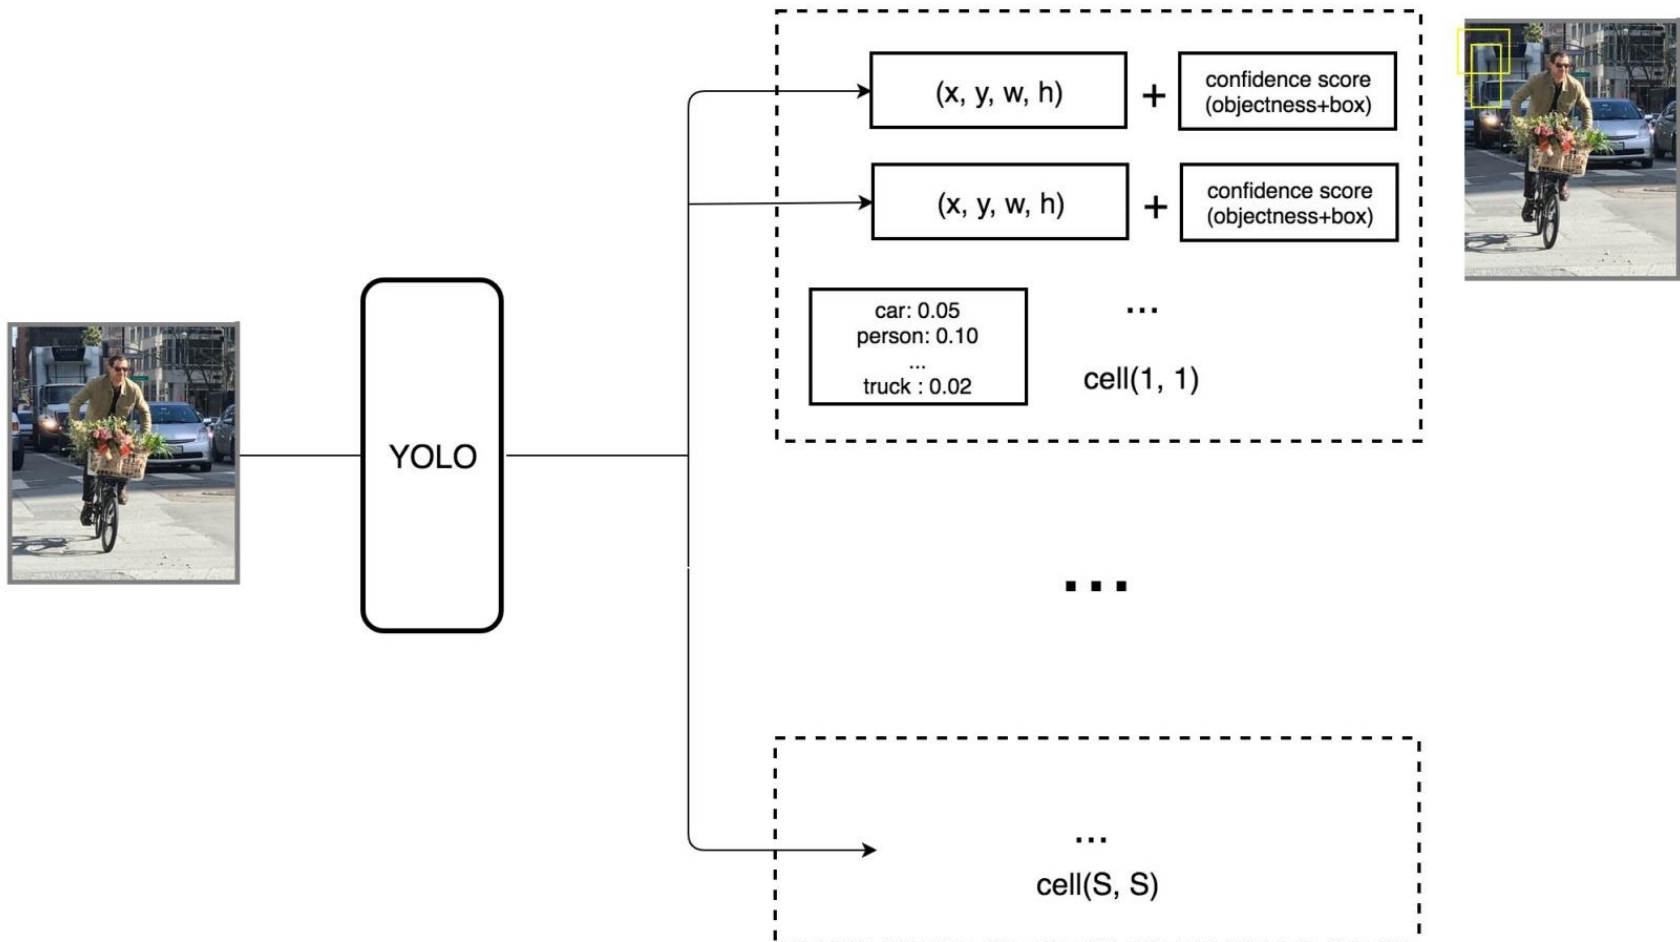 (x, y, w, h)
+
confidence score
(objectness+box)
(x, y, w, h)
+
confidence score
(objectness+box)
car: 0.05
person: 0.10
...
truck : 0.02
...
cell(1, 1)
YOLO
...
...
cell(S, S)